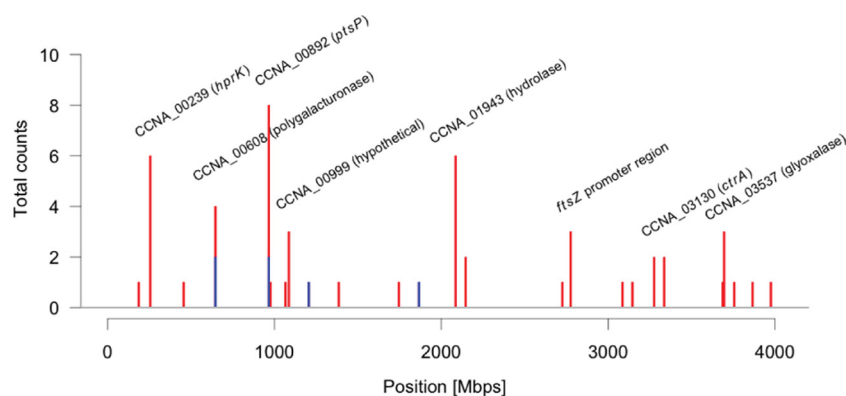 CCNA_00892 (ptsP)
CCNA_00239 (hprK)
CCNA_00608 (polygalacturonase)
CCNA_00999 (hypothetical)
CCNA_01943 (hydrolase)
ftsZ promoter region
CCNA_03130 (ctrA)
CCNA_03537 (glyoxalase)
Total counts
10
8
6
4
2
0
0 1000 2000 3000 4000
Position [Mbps]